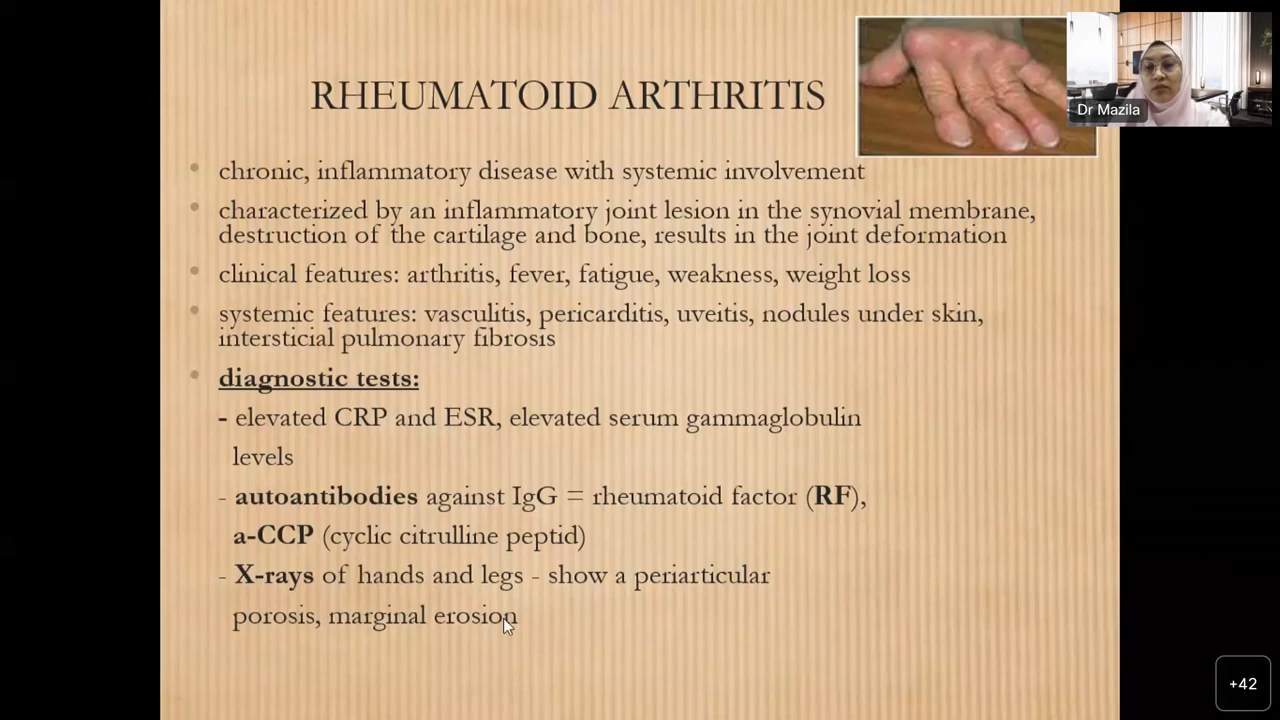 RHEUMATOID ARTHRITIS
Dr Mazila
• chronic, inflammatory disease with systemic involvement
• characterized by an inflammatory joint lesion in the synovial membrane,
destruction of the cartilage and bone, results in the joint deformation
• clinical features: arthritis, fever, fatigue, weakness, weight loss
• systemic features: vasculitis, pericarditis, uveitis, nodules under skin,
intersticial pulmonary fibrosis
• diagnostic tests:
- elevated CRP and ESR, elevated serum gammaglobulin
levels
- autoantibodies against IgG = rheumatoid factor (RF),
a-CCP (cyclic citrulline peptid)
- X-rays of hands and legs - show a periarticular
porosis, marginal erosion
+42